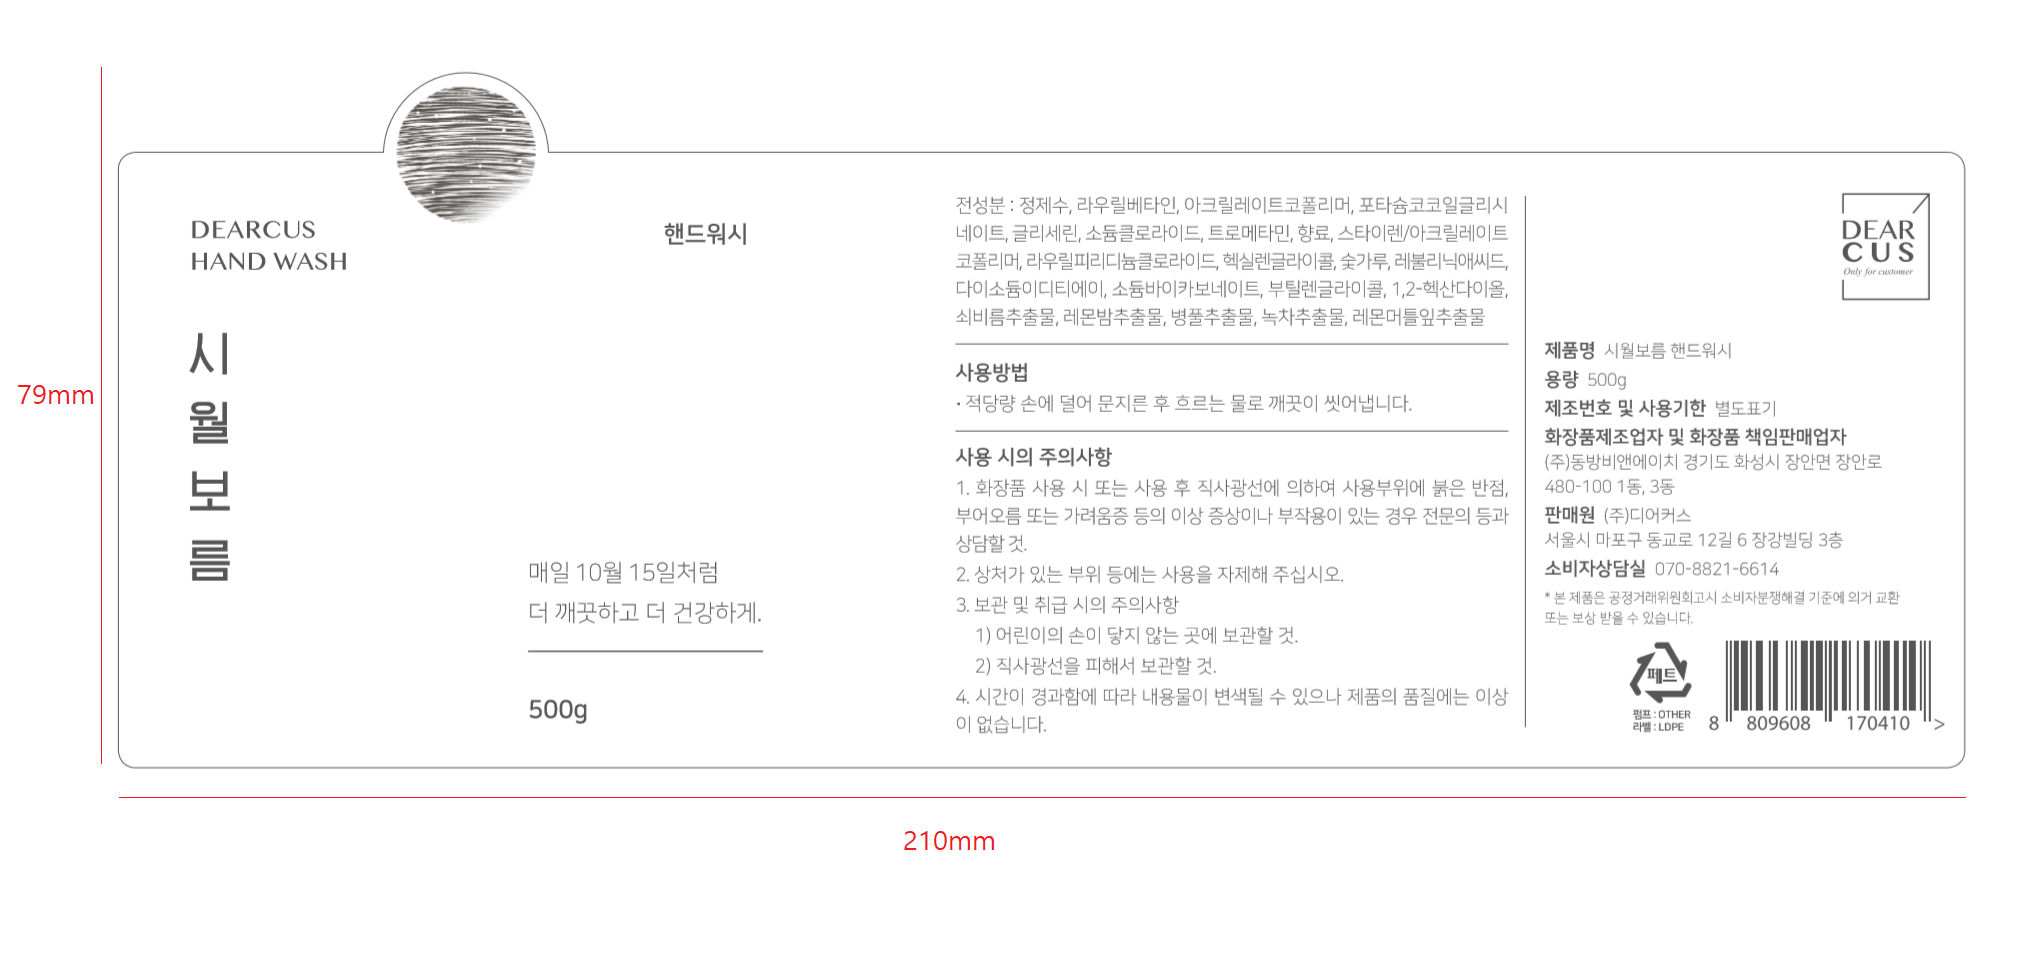 79mm
DEARCUS
HAND WASH
시
월
보
름
핸드워시
매일 10월 15일처럼
더 깨끗하고 더 건강하게.
500g
전성분 : 정제수, 라우릴베타인, 아크릴레이트코폴리머, 포타슘코코일글리시
네이트, 글리세린, 소듐클로라이드, 트로메타민, 향료, 스타이렌/아크릴레이트
코폴리머, 라우릴피리디늄클로라이드, 헥실렌글라이콜, 숯가루, 레불리닉애씨드,
다이소듐이디티에이, 소듐바이카보네이트, 부틸렌글라이콜, 1,2-헥산다이올,
쇠비름추출물, 레몬밤추출물, 병풀추출물, 녹차추출물, 레몬머틀잎추출물
사용방법
· 적당량 손에 덜어 문지른 후 흐르는 물로 깨끗이 씻어냅니다.
사용 시의 주의사항
1. 화장품 사용 시 또는 사용 후 직사광선에 의하여 사용부위에 붉은 반점,
부어오름 또는 가려움증 등의 이상 증상이나 부작용이 있는 경우 전문의 등과
상담할 것.
2. 상처가 있는 부위 등에는 사용을 자제해 주십시오.
3. 보관 및 취급 시의 주의사항
1) 어린이의 손이 닿지 않는 곳에 보관할 것.
2) 직사광선을 피해서 보관할 것.
4. 시간이 경과함에 따라 내용물이 변색될 수 있으나 제품의 품질에는 이상
이 없습니다.
DEAR
CUS
Only for customer
제품명 시월보름 핸드워시
용량 500g
제조번호 및 사용기한 별도표기
화장품제조업자 및 화장품 책임판매업자
(주)동방비앤에이치 경기도 화성시 장안면 장안로
480-100 1동, 3동
판매원 (주)디어커스
서울시 마포구 동교로 12길 6 장강빌딩 3층
소비자상담실 070-8821-6614
* 본 제품은 공정거래위원회고시 소비자분쟁해결 기준에 의거 교환
또는 보상 받을 수 있습니다.
페트
펌프 : OTHER
라벨 : LDPE
8 809608 170410 >
210mm